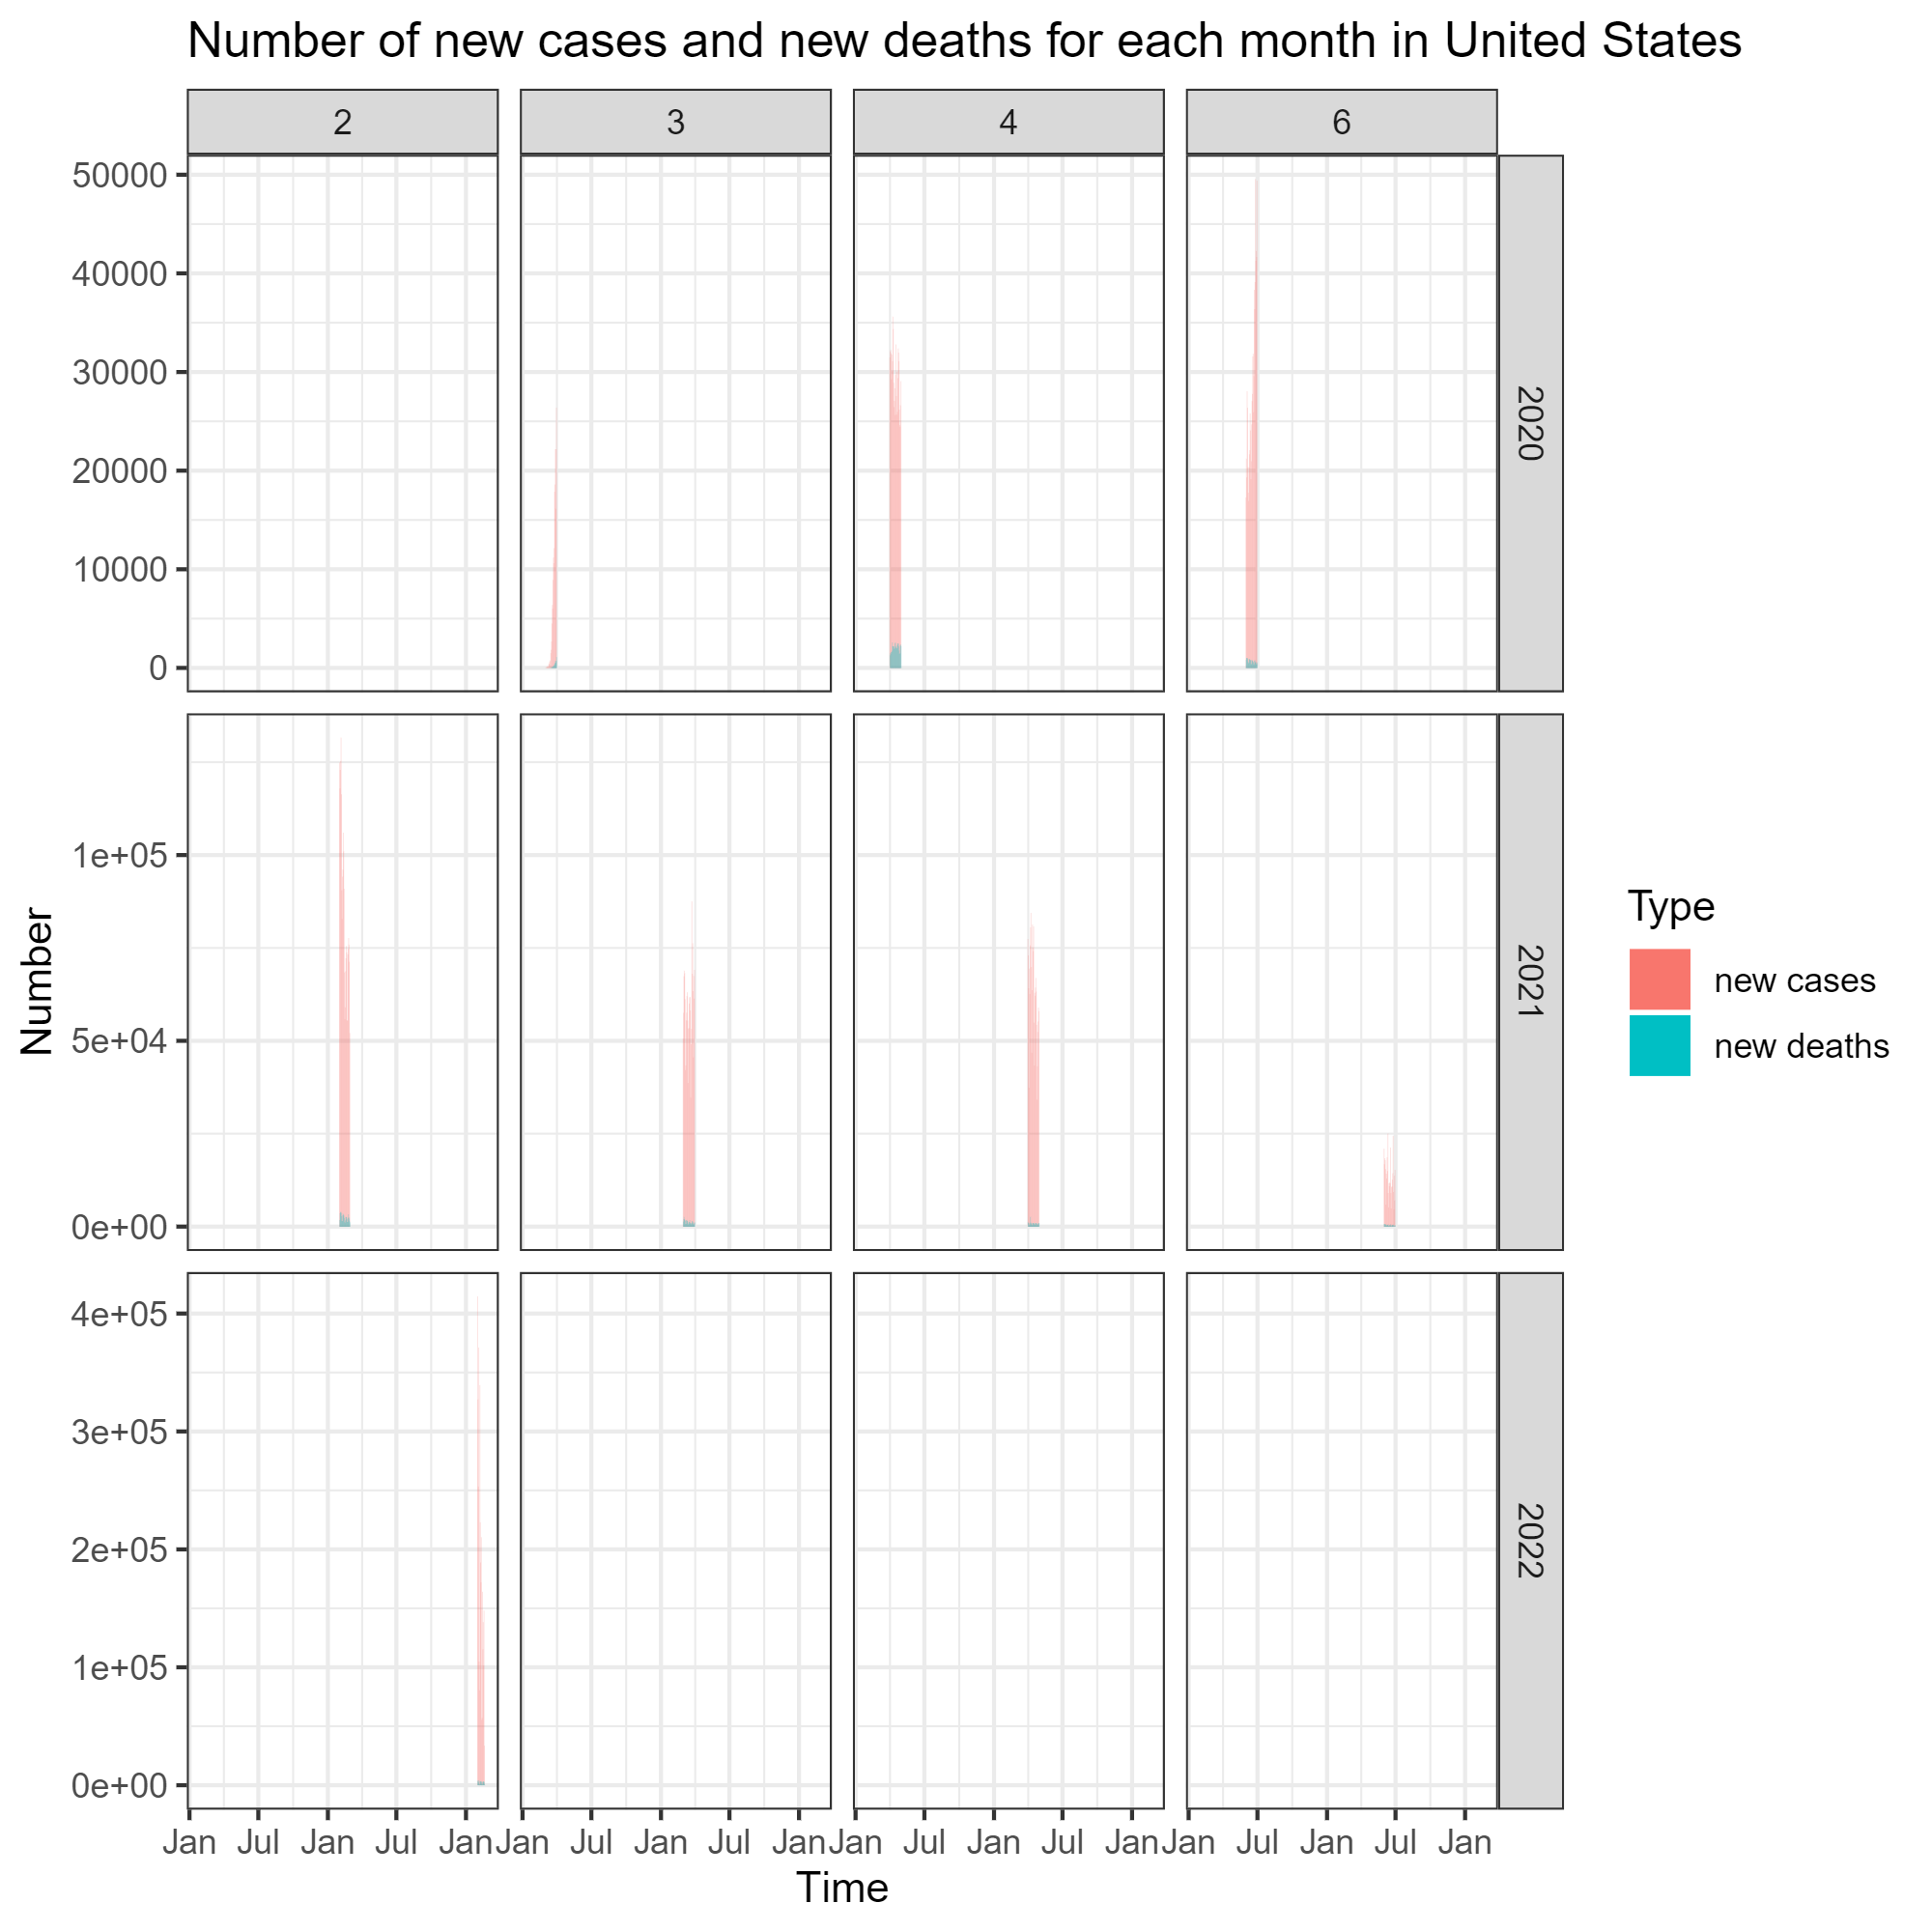 Number of new cases and new deaths for each month in United States
2 3 4 6
50000
40000
30000
20000
10000
0
2020
1e+05
5e+04
0e+00
2021
4e+05
3e+05
2e+05
1e+05
0e+00
2022
Jan Jul Jan Jul Jan Jan Jul Jan Jul Jan Jan Jul Jan Jul Jan Jan Jul Jan Jul Jan
Time
Number
Type
new cases
new deaths